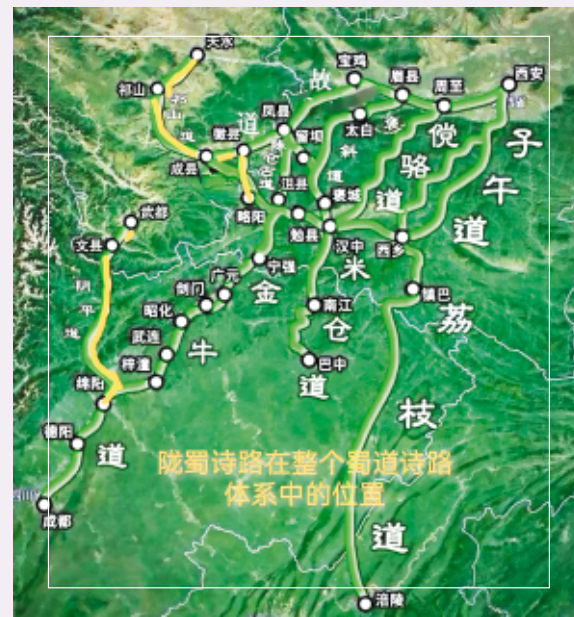 天水
祁山
祁山道
宝鸡
眉县
周至
西安
故道
凤县
太白
留坝
徽县
成县
略阳
褒斜道
傥骆道
子午道
褒城
勉县
汉中
西乡
武都
文县
阴平道
宁强
广元
剑门
昭化
武连
梓潼
绵阳
德阳
成都
金牛道
米仓道
南江
巴中
镇巴
荔枝道
涪陵
陇蜀诗路在整个蜀道诗路
体系中的位置